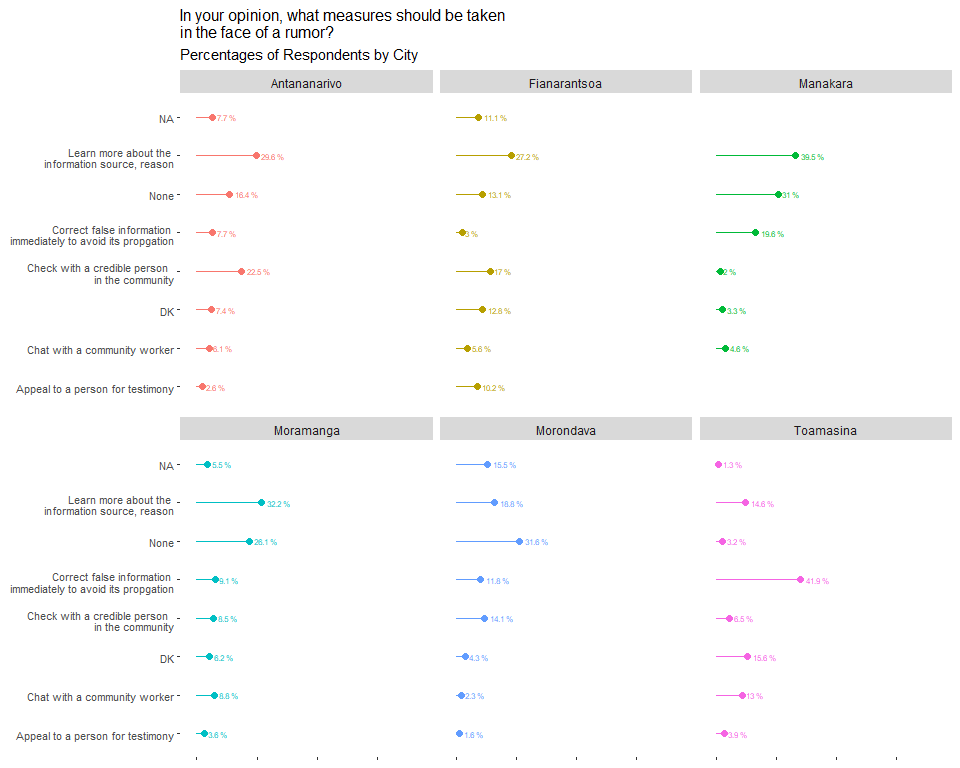 In your opinion, what measures should be taken
in the face of a rumor?
Percentages of Respondents by City
Antananarivo
Fianarantsoa
Manakara
NA
7.7 %
11.1 %
Learn more about the
information source, reason
29.6 %
27.2 %
39.5 %
None
16.4 %
13.1 %
31 %
Correct false information
immediately to avoid its propgation
7.7 %
3 %
19.6 %
Check with a credible person
in the community
22.5 %
17 %
2 %
DK
7.4 %
12.8 %
3.3 %
Chat with a community worker
6.1 %
5.6 %
4.6 %
Appeal to a person for testimony
2.6 %
10.2 %
Moramanga
Morondava
Toamasina
NA
5.5 %
15.5 %
1.3 %
Learn more about the
information source, reason
32.2 %
18.8 %
14.6 %
None
26.1 %
31.6 %
3.2 %
Correct false information
immediately to avoid its propgation
9.1 %
11.8 %
41.9 %
Check with a credible person
in the community
8.5 %
14.1 %
6.5 %
DK
6.2 %
4.3 %
15.6 %
Chat with a community worker
8.8 %
2.3 %
13 %
Appeal to a person for testimony
3.6 %
1.6 %
3.9 %